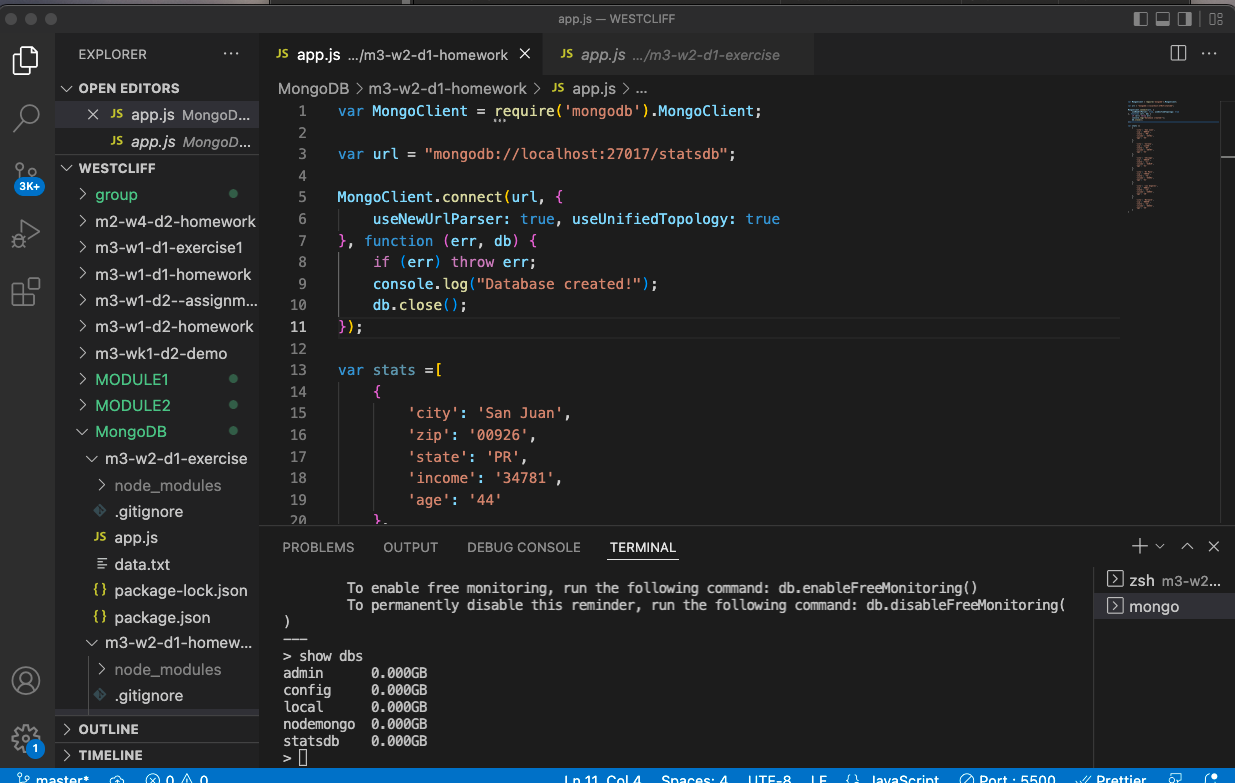 app.js — WESTCLIFF
EXPLORER
OPEN EDITORS
JS app.js MongoD...
JS app.js MongoD...
WESTCLIFF
group
m2-w4-d2-homework
m3-w1-d1-exercise1
m3-w1-d1-homework
m3-w1-d2--assignm...
m3-w1-d2-homework
m3-wk1-d2-demo
MODULE1
MODULE2
MongoDB
m3-w2-d1-exercise
node_modules
.gitignore
JS app.js
data.txt
{} package-lock.json
{} package.json
m3-w2-d1-homew...
node_modules
.gitignore
OUTLINE
TIMELINE
3K+
1
JS app.js .../m3-w2-d1-homework
JS app.js .../m3-w2-d1-exercise
MongoDB > m3-w2-d1-homework > JS app.js > ...
1 var MongoClient = require('mongodb').MongoClient;
2
3 var url = "mongodb://localhost:27017/statsdb";
4
5 MongoClient.connect(url, {
6 useNewUrlParser: true, useUnifiedTopology: true
7 }, function (err, db) {
8 if (err) throw err;
9 console.log("Database created!");
10 db.close();
11 });
12
13 var stats =[
14 {
15 'city': 'San Juan',
16 'zip': '00926',
17 'state': 'PR',
18 'income': '34781',
19 'age': '44'
20 },
PROBLEMS OUTPUT DEBUG CONSOLE TERMINAL
To enable free monitoring, run the following command: db.enableFreeMonitoring()
To permanently disable this reminder, run the following command: db.disableFreeMonitoring(
)
---
> show dbs
admin 0.000GB
config 0.000GB
local 0.000GB
nodemongo 0.000GB
statsdb 0.000GB
>
zsh m3-w2...
mongo
master* 0 0 Ln 11, Col 4 Spaces: 4 UTF-8 LF {} JavaScript Port : 5500 Prettier